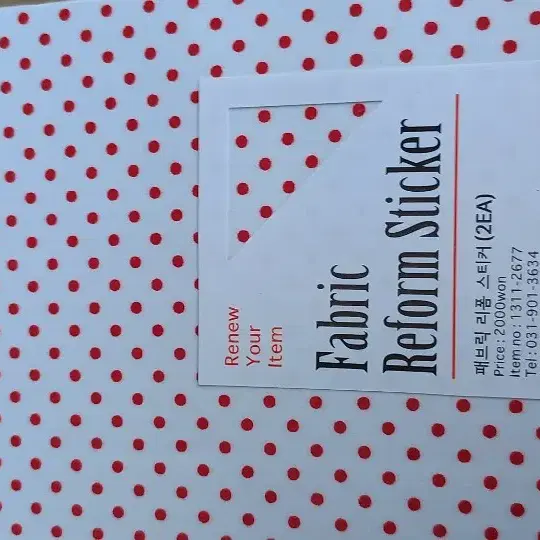 Renew
Your
Item
Fabric
Reform Sticker
패브릭 리폼 스티커 (2EA)
Price : 2000won
Item no : 1311-2677
Tel : 031-901-3634